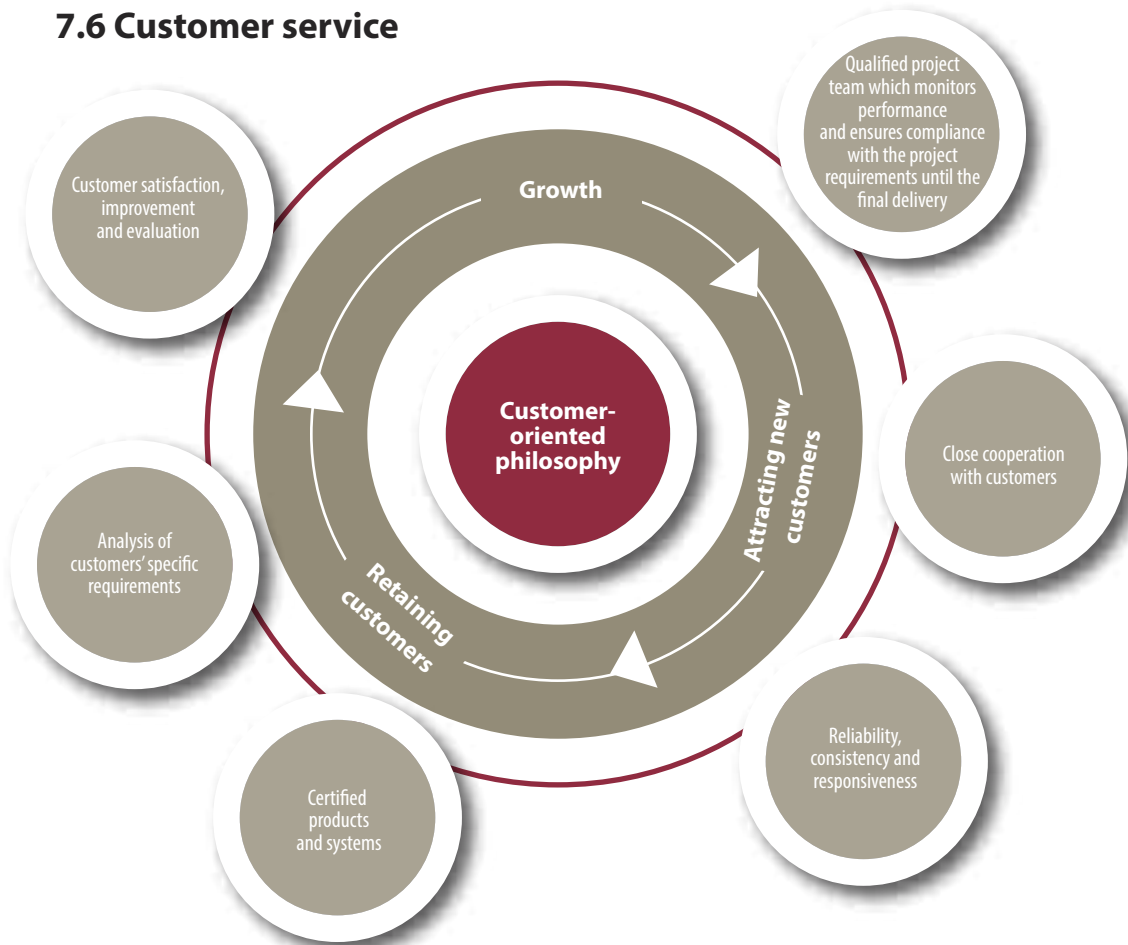 7.6 Customer service
Qualified project
team which monitors
performance
and ensures compliance
with the project
requirements until the
final delivery
Customer satisfaction,
improvement
and evaluation
Growth
Customer-
oriented
philosophy
Attracting new
customers
Close cooperation
with customers
Analysis of
customers’ specific
requirements
Retaining
customers
Reliability,
consistency and
responsiveness
Certified
products
and systems